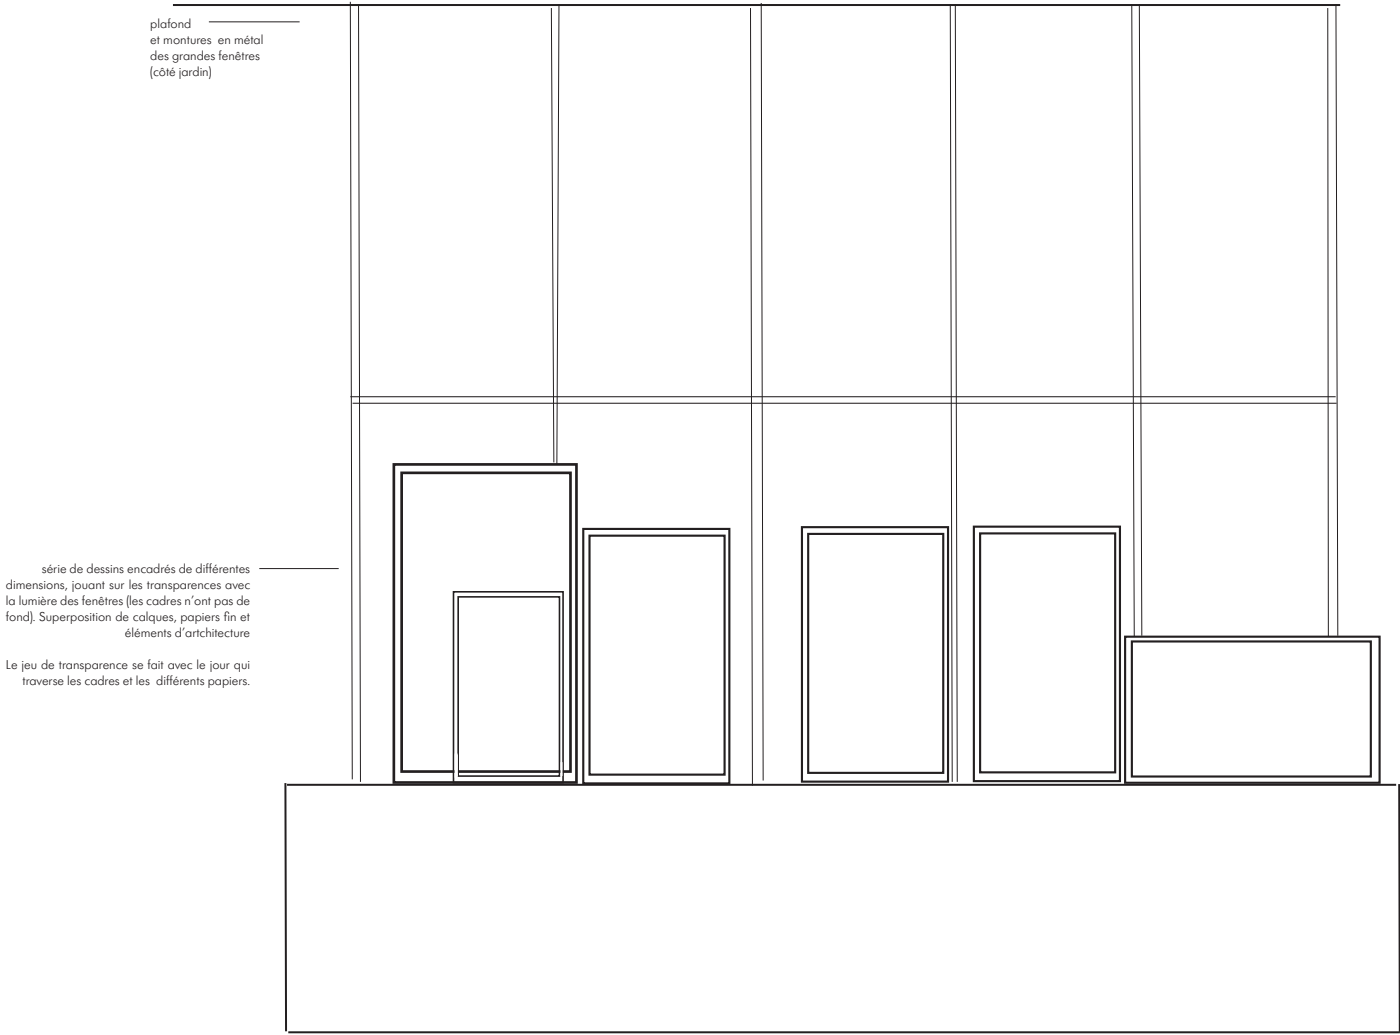 plafond
et montures en métal
des grandes fenêtres
(côté jardin)
série de dessins encadrés de différentes
dimensions, jouant sur les transparences avec
la lumière des fenêtres (les cadres n'ont pas de
fond). Superposition de calques, papiers fin et
éléments d'artchitecture
Le jeu de transparence se fait avec le jour qui
traverse les cadres et les différents papiers.